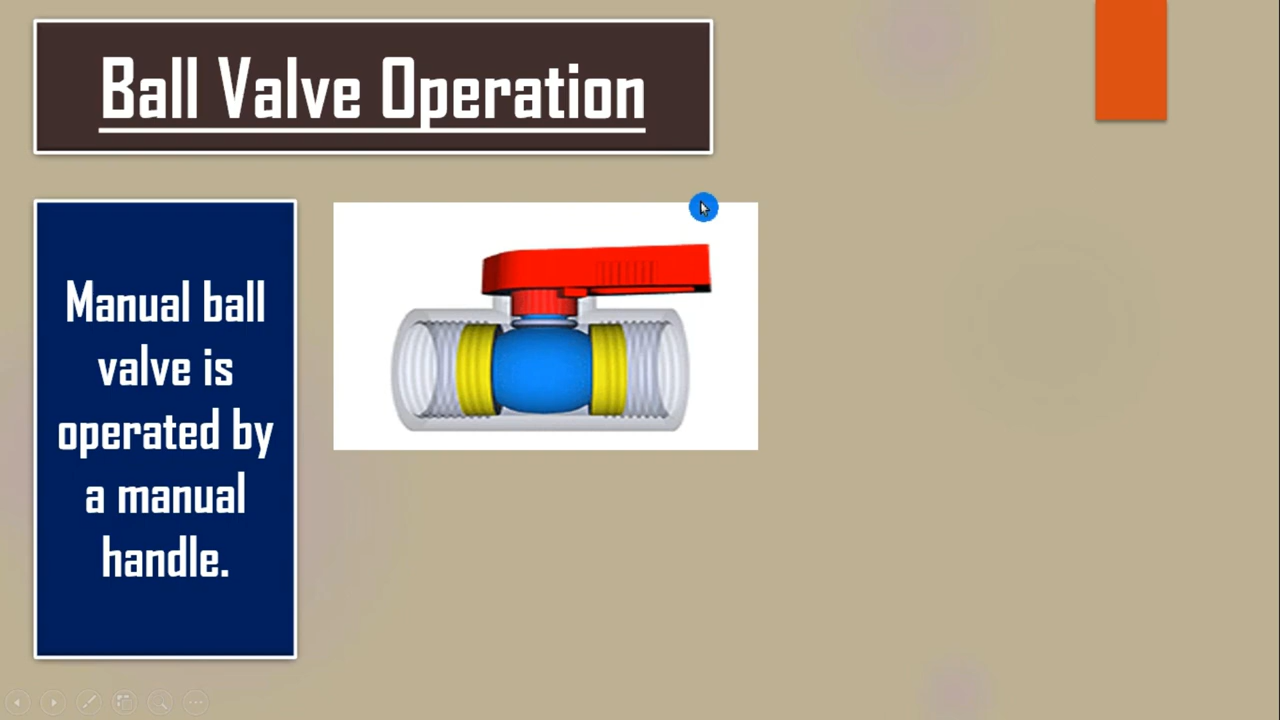 Ball Valve Operation
Manual ball
valve is
operated by
a manual
handle.